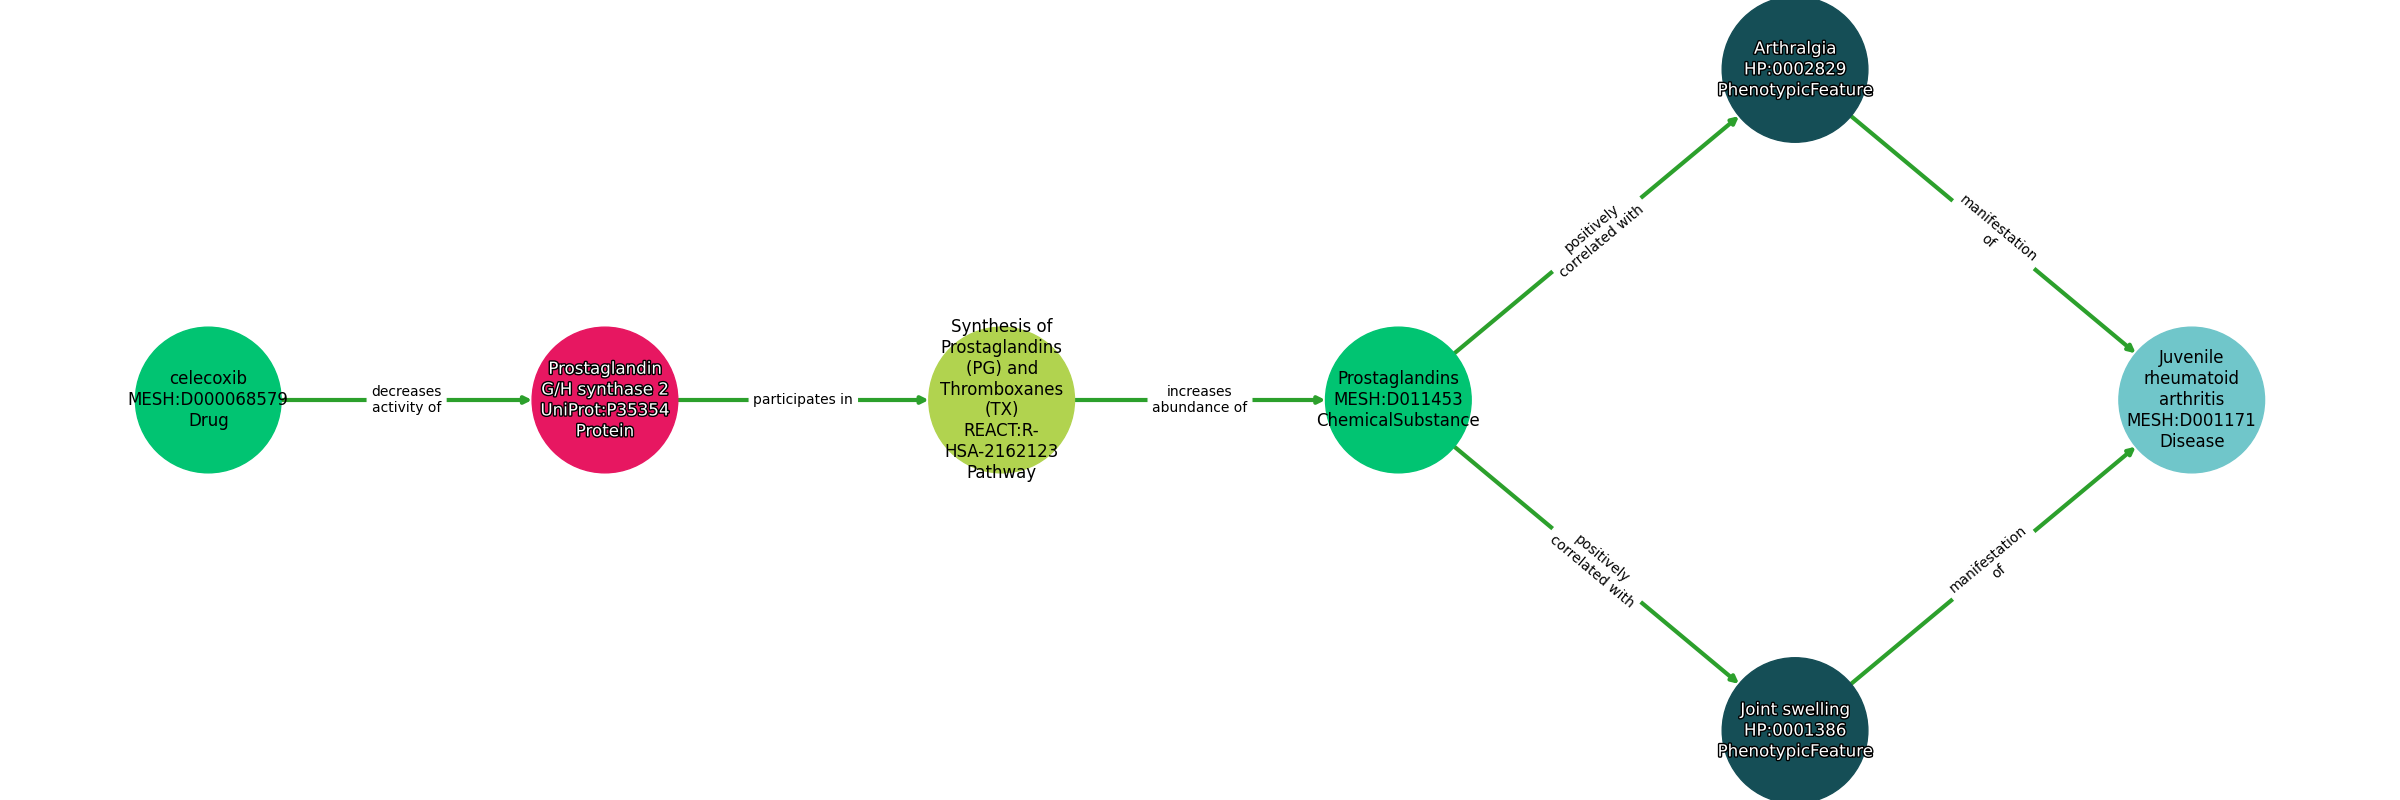 celecoxib
MESH:D000068579
Drug
decreases
activity of
Prostaglandin
G/H synthase 2
UniProt:P35354
Protein
participates in
Synthesis of
Prostaglandins
(PG) and
Thromboxanes
(TX)
REACT:R-
HSA-2162123
Pathway
increases
abundance of
Prostaglandins
MESH:D011453
ChemicalSubstance
positively
correlated with
Arthralgia
HP:0002829
PhenotypicFeature
manifestation
of
positively
correlated with
Joint swelling
HP:0001386
PhenotypicFeature
manifestation
of
Juvenile
rheumatoid
arthritis
MESH:D001171
Disease